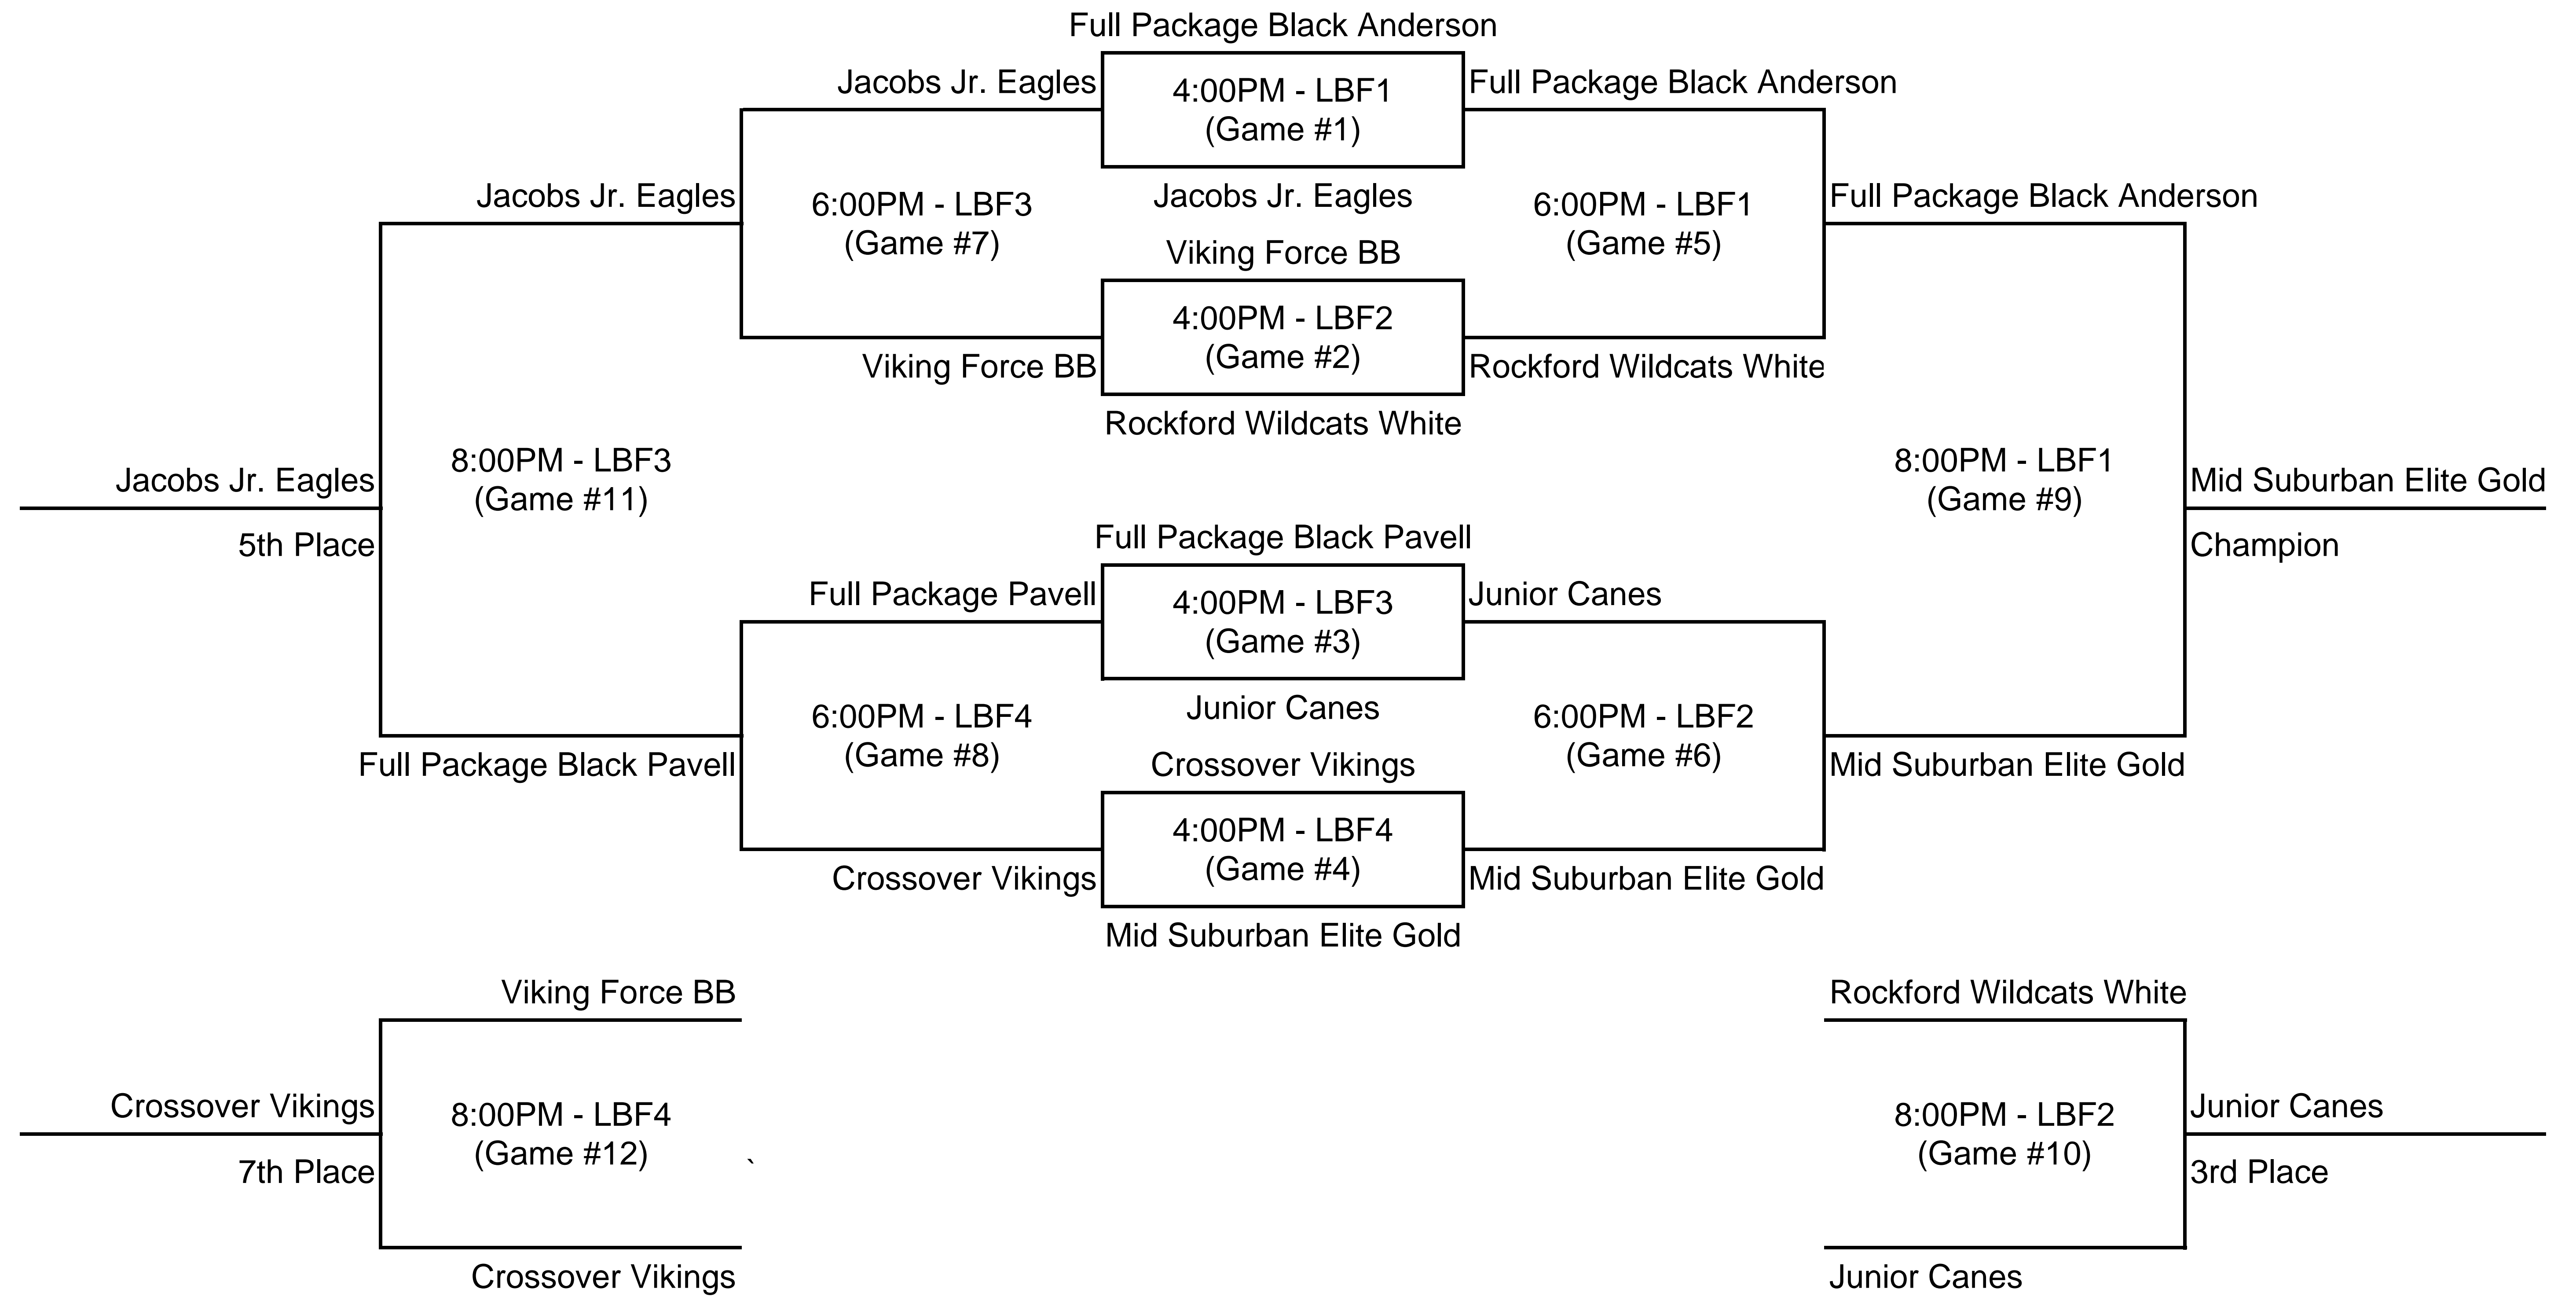 Full Package Black Anderson
Jacobs Jr. Eagles
4:00PM - LBF1
(Game #1)
Full Package Black Anderson
Jacobs Jr. Eagles
6:00PM - LBF3
(Game #7)
Jacobs Jr. Eagles
6:00PM - LBF1
(Game #5)
Full Package Black Anderson
Viking Force BB
4:00PM - LBF2
(Game #2)
Viking Force BB
Rockford Wildcats White
Rockford Wildcats White
Jacobs Jr. Eagles
5th Place
8:00PM - LBF3
(Game #11)
8:00PM - LBF1
(Game #9)
Mid Suburban Elite Gold
Champion
Full Package Black Pavell
Full Package Pavell
4:00PM - LBF3
(Game #3)
Junior Canes
Full Package Black Pavell
6:00PM - LBF4
(Game #8)
Junior Canes
6:00PM - LBF2
(Game #6)
Mid Suburban Elite Gold
Crossover Vikings
4:00PM - LBF4
(Game #4)
Crossover Vikings
Mid Suburban Elite Gold
Mid Suburban Elite Gold
Viking Force BB
Rockford Wildcats White
Crossover Vikings
7th Place
8:00PM - LBF4
(Game #12)
`
8:00PM - LBF2
(Game #10)
Junior Canes
3rd Place
Crossover Vikings
Junior Canes